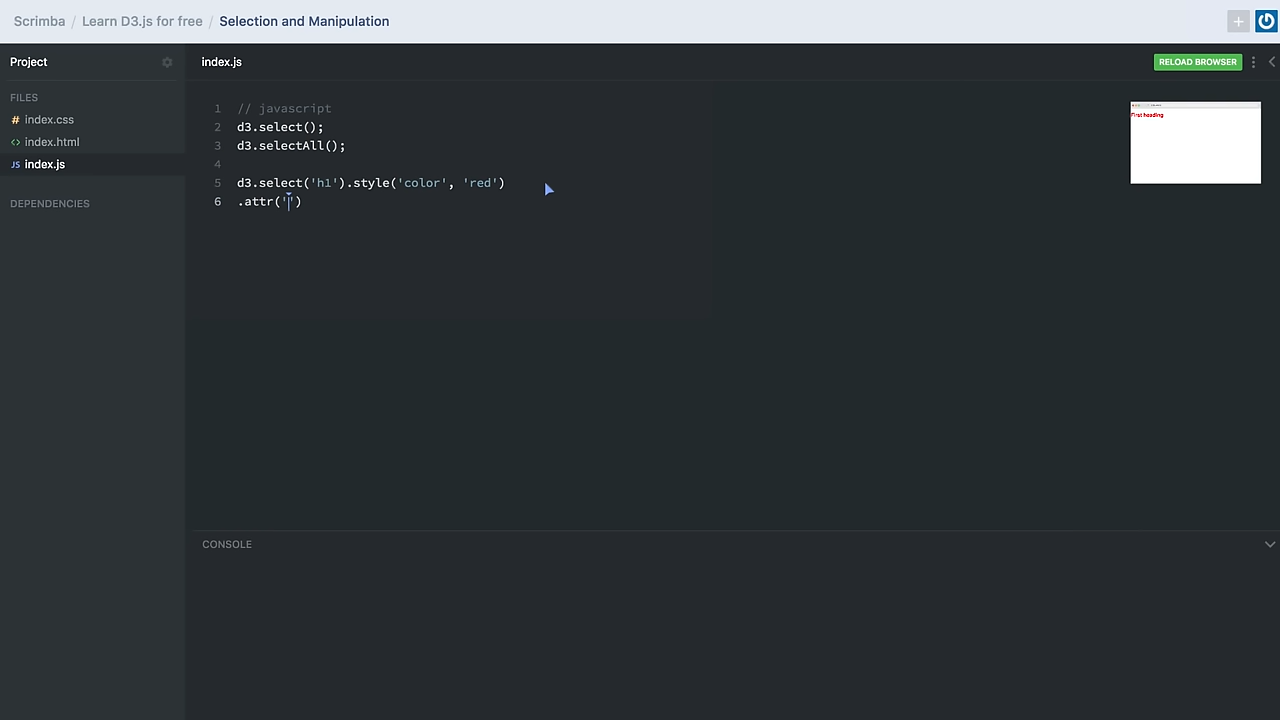 Scrimba / Learn D3.js for free / Selection and Manipulation
Project
index.js
RELOAD BROWSER
FILES
# index.css
<> index.html
JS index.js
DEPENDENCIES
1 // javascript
2 d3.select();
3 d3.selectAll();
4
5 d3.select('h1').style('color', 'red')
6 .attr('')
First heading
CONSOLE